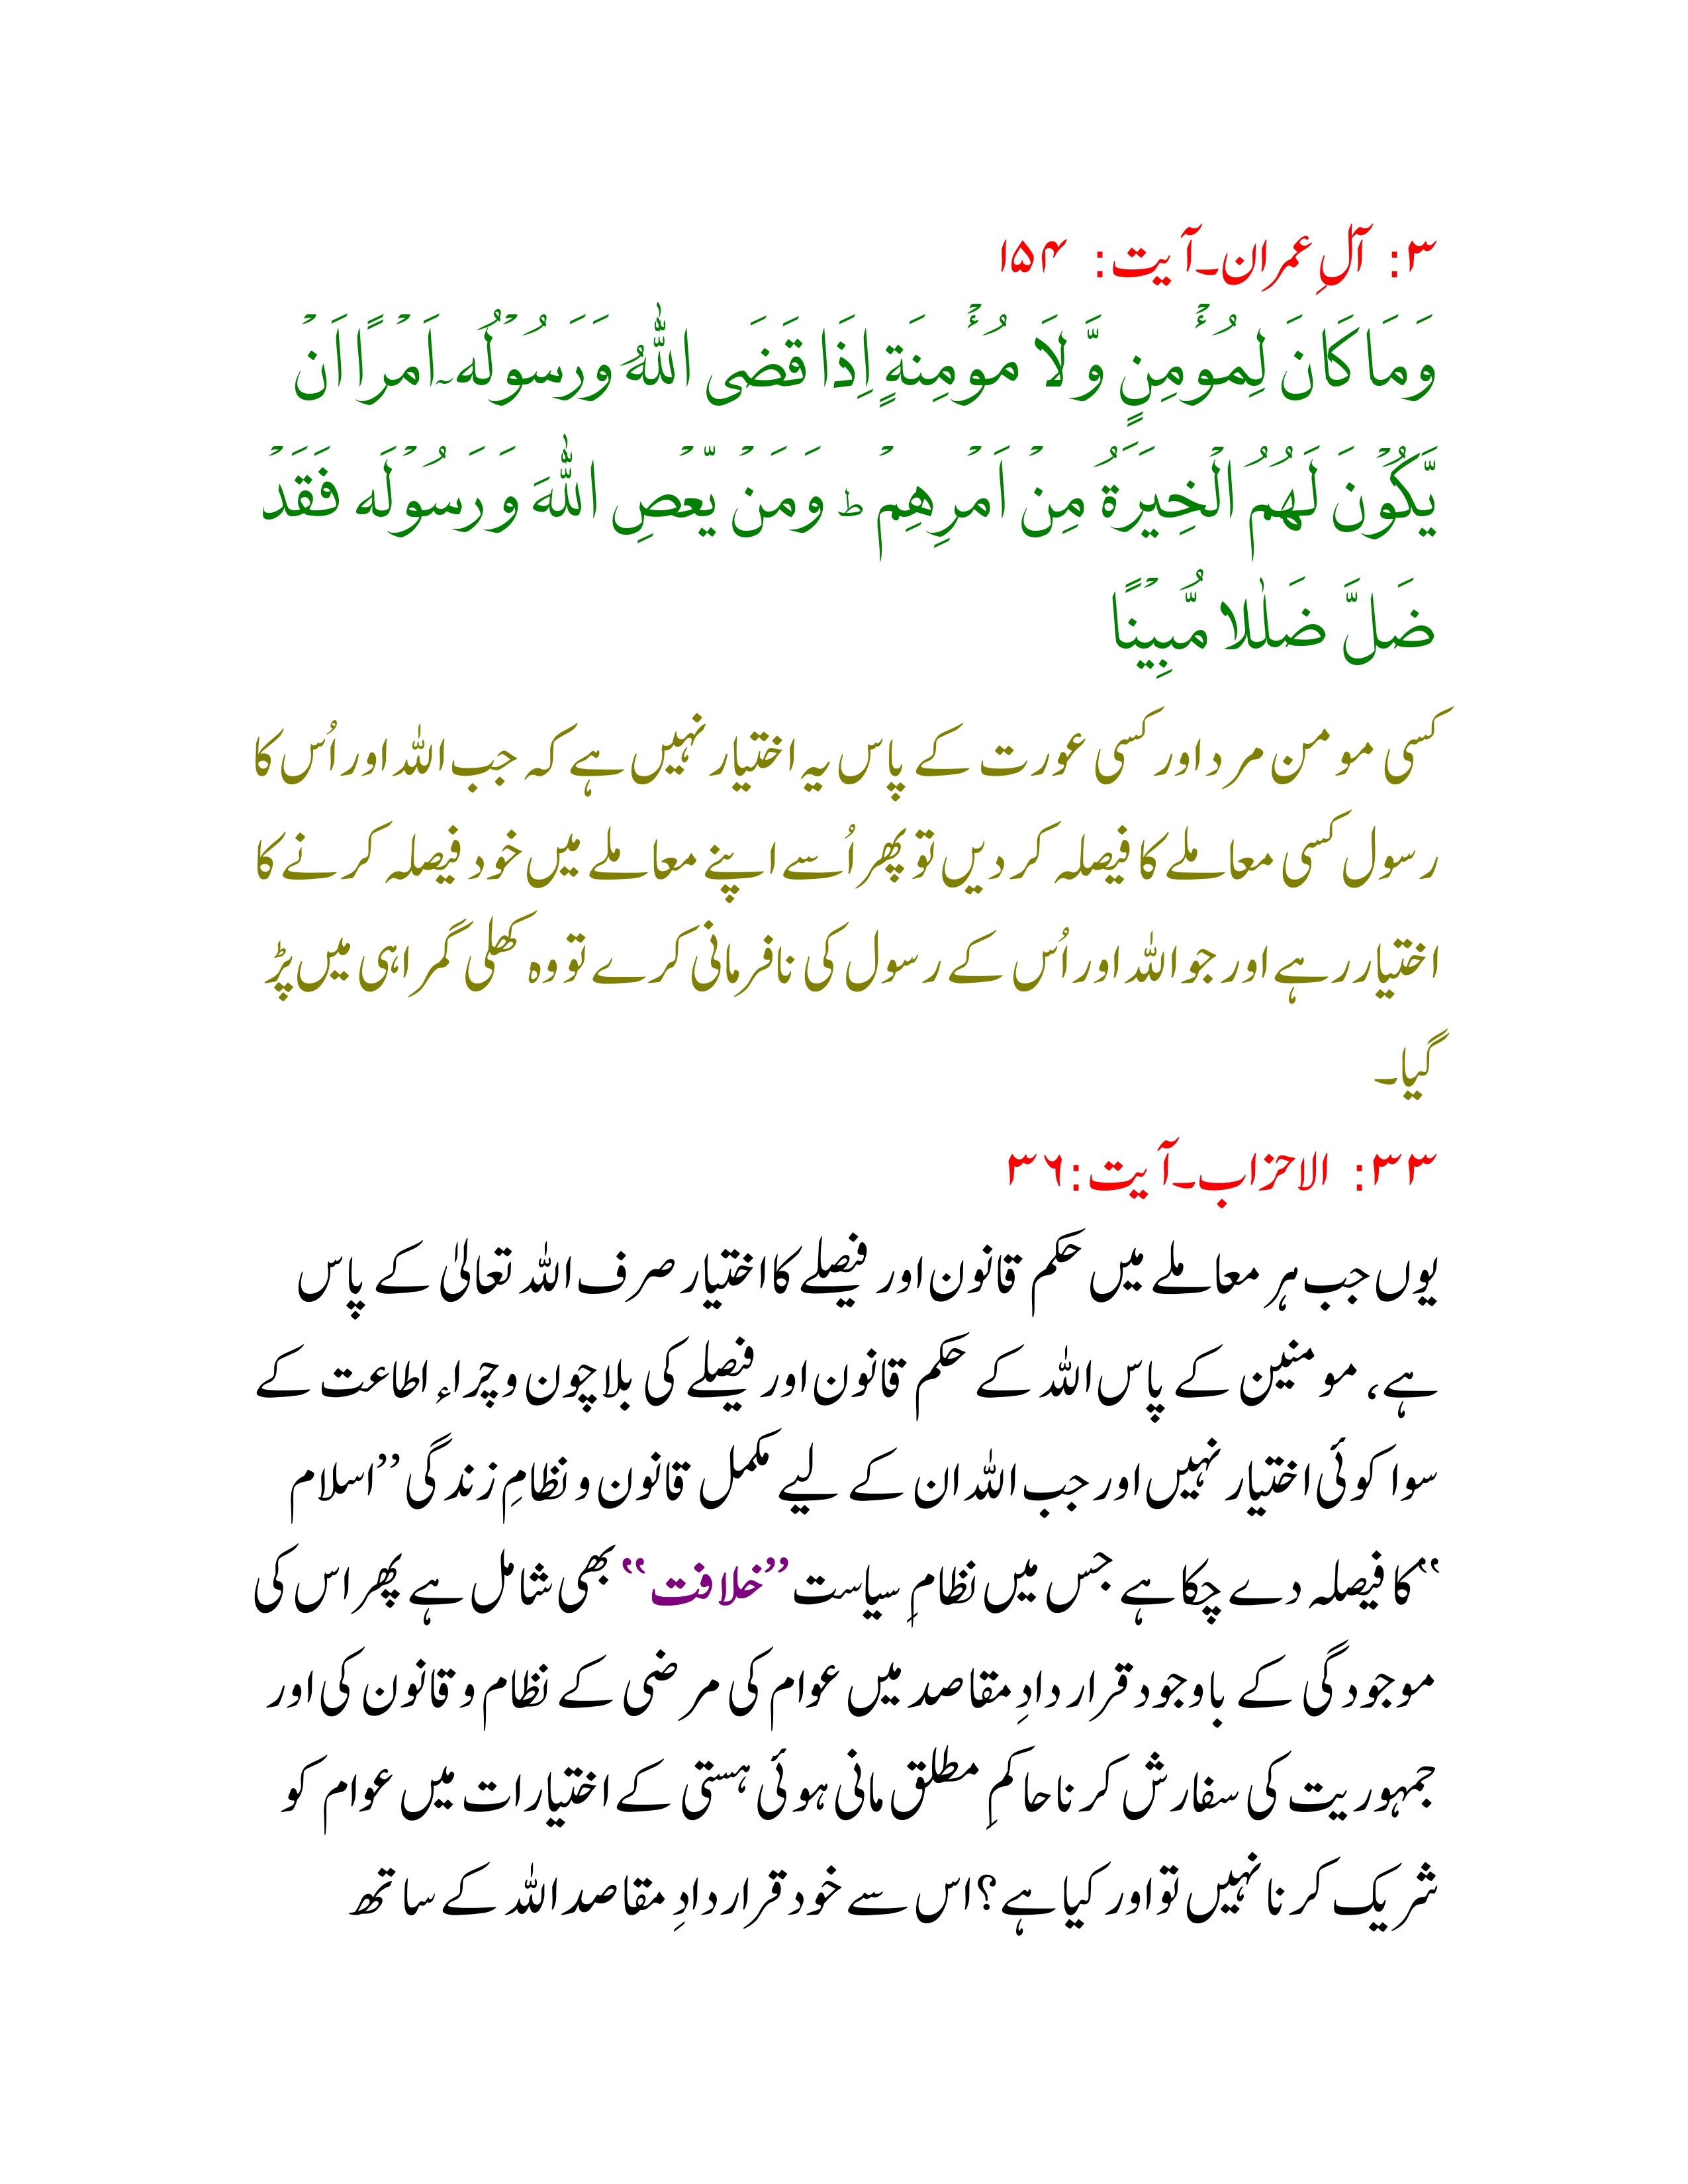 ۳: آلِ عمران۔آیت: ۱۵۴
وَمَا کَانَ لِمُوۡٔمِنٍ وَّلاَ مُوۡٔمِنَۃٍ اِذَا قَضَی اللّٰہُ وَرَسُوۡلُہ۔ٓ اَمۡرًا اَنۡ
یَّکُوۡنَ لَھُمُ الۡخِیَرَۃُ مِنۡ اَمۡرِھِمۡ ط وَمَنۡ یّعۡصِ اللّٰہَ وَ رَسُوۡلَہ فَقَدۡ
ضَلَّ ضَلٰلا مُّبِیۡنًا
کسی مومن مرد اور کسی عورت کے پاس یہ اختیار نہیں ہے کہ جب اللہ اور اُس کا
رسول کسی معاملے کا فیصلہ کر دیں تو پھر اُسے اپنے معاملے میں خود فیصلہ کرنے کا
اختیار رہے اور جو اللہ اور اُس کے رسول کی نافرمانی کرے تو وہ کھلی گمراہی میں پڑ
گیا۔
۳۳: الاحزاب۔آیت:۳۶
یوں جب ہر معاملے میں حکم قانون اور فیصلے کا اختیار صرف اللہ تعالیٰ کے پاس
ہے، مومنین کے پاس اللہ کے حکم قانون اور فیصلے کی بلا چون و چراء اطاعت کے
سوا کوئی اختیار نہیں اور جب اللہ ان کے لیے مکمل قانون و نظامِ زندگی ’’اسلام
‘‘کا فیصلہ دے چکا ہے جس میں نظامِ سیاست ’’خلافت ‘‘ بھی شامل ہے پھر اس کی
موجودگی کے باوجود قرار دادِ مقاصد میں عوام کی مرضی کے نظام و قانون کی اور
جمہوریت کی سفارش کرنا حاکمِ مطلق مانی ہوئی ہستی کے اختیارات میں عوام کو
شریک کرنا نہیں تو اور کیا ہے؟ اس سے خود قرار دادِ مقاصد اللہ کے ساتھ